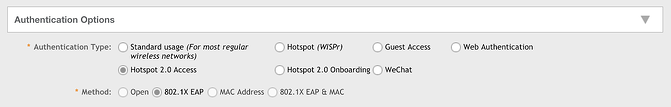 Authentication Options
* Authentication Type: Standard usage (For most regular wireless networks) Hotspot (WISPr) Guest Access Web Authentication
Hotspot 2.0 Access Hotspot 2.0 Onboarding WeChat
* Method: Open 802.1X EAP MAC Address 802.1X EAP & MAC